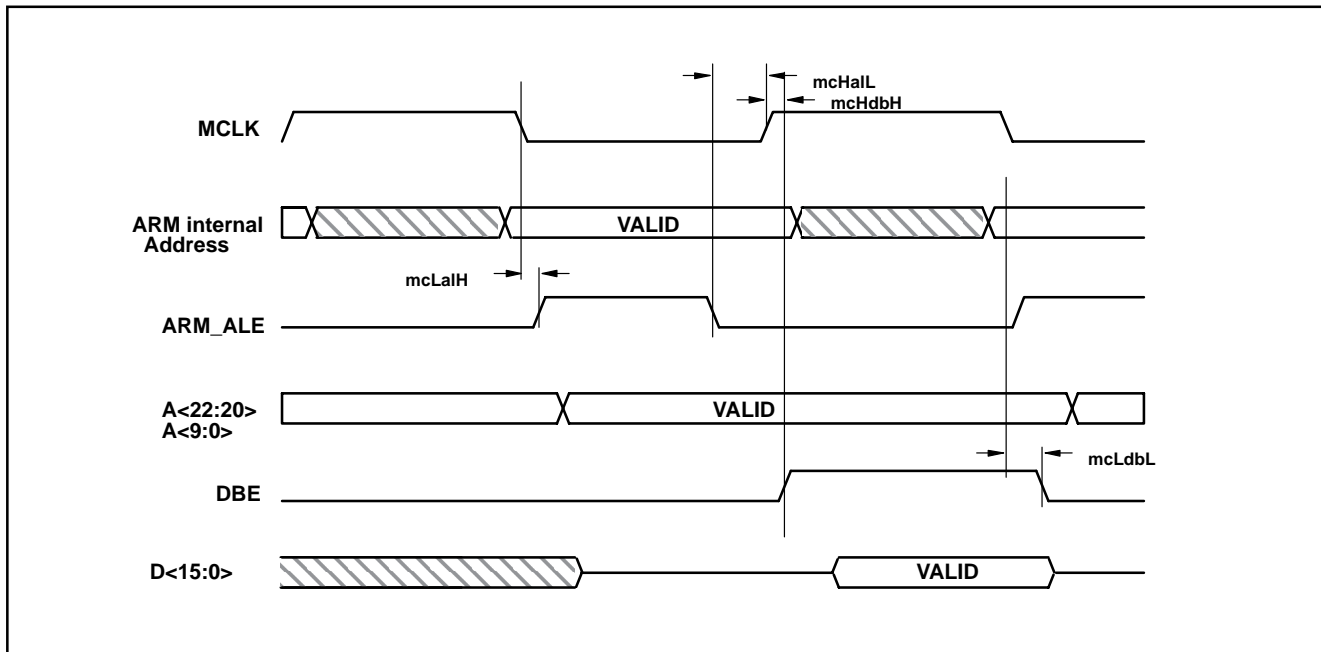 mcHalL
mcHdbH
MCLK
ARM internal
Address
VALID
mcLalH
ARM_ALE
A<22:20>
A<9:0>
VALID
mcLdbL
DBE
D<15:0>
VALID